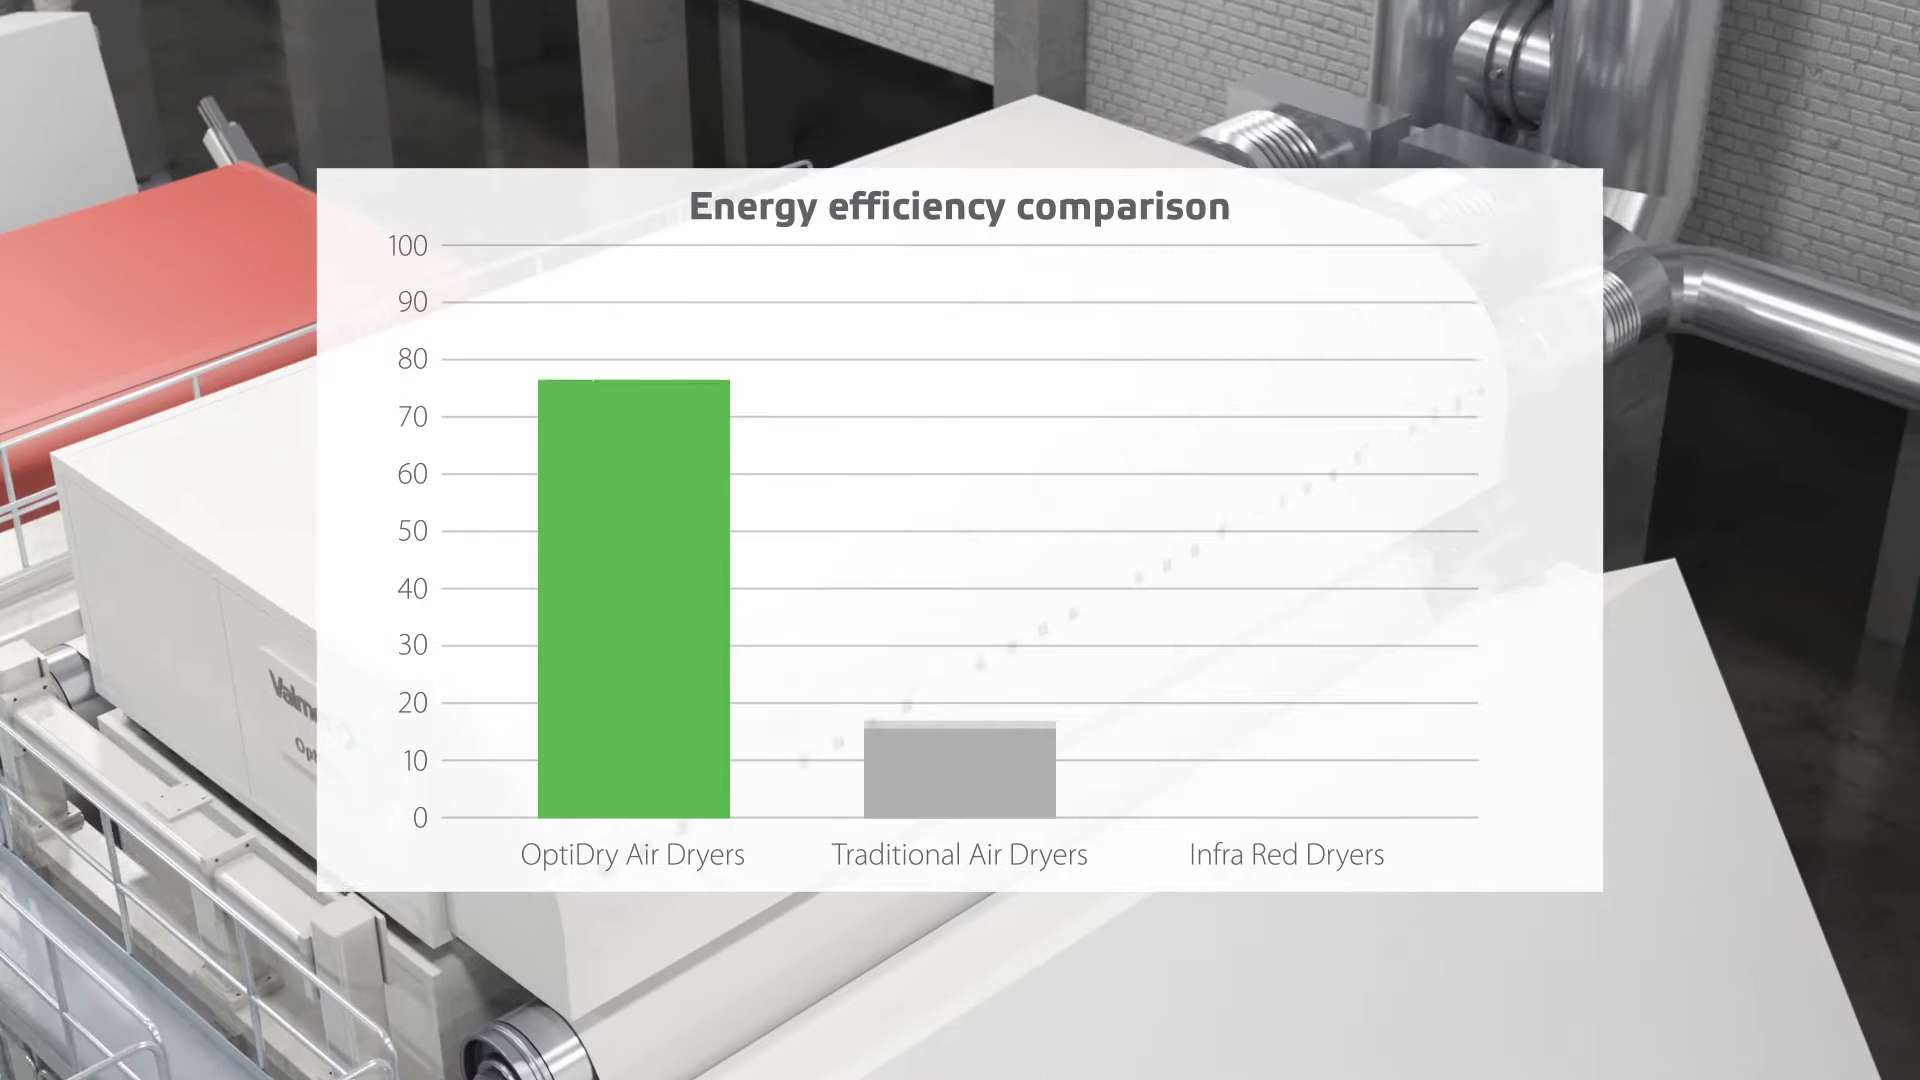 Energy efficiency comparison
100
90
80
70
60
50
40
30
20
10
0
OptiDry Air Dryers
Traditional Air Dryers
Infra Red Dryers